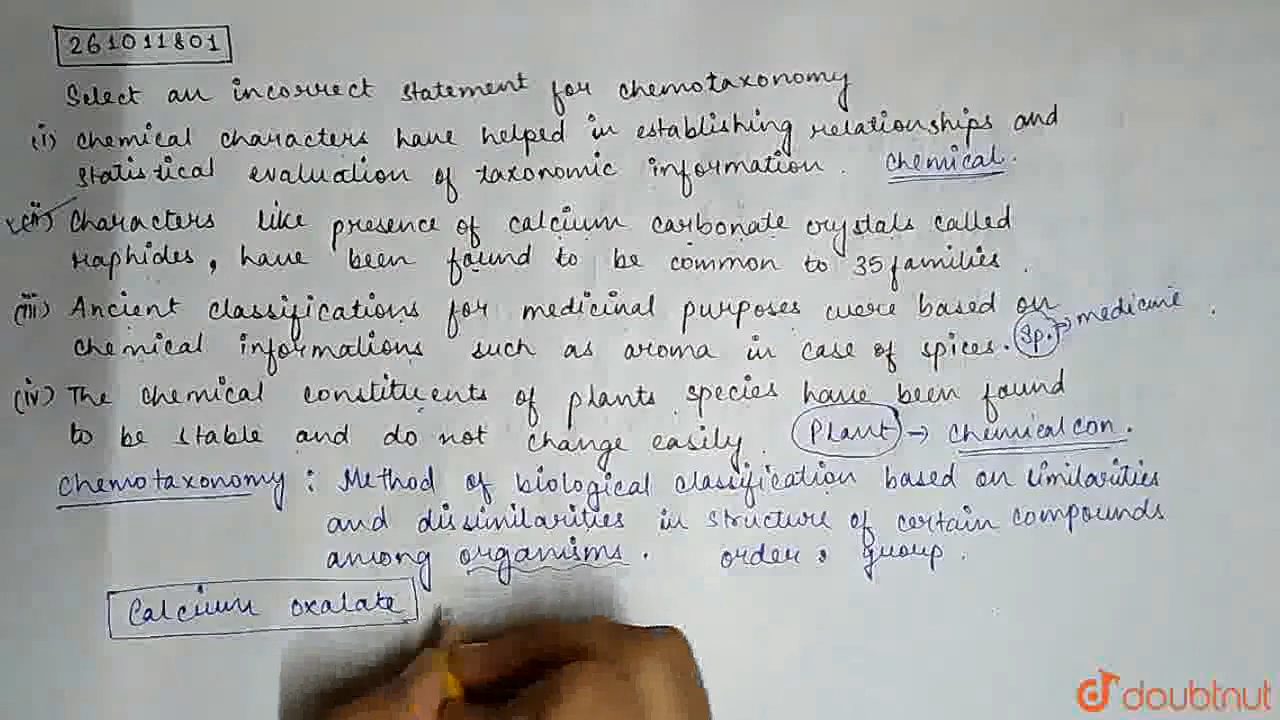 261011801
Select an incorrect statement for chemotaxonomy
(i) Chemical characters have helped in establishing relationships and
statistical evaluation of taxonomic information. Chemical.
(ii) Characters like presence of calcium carbonate crystals called
Raphides, have been found to be common to 35 families.
(iii) Ancient classifications for medicinal purposes were based on
chemical informations such as aroma in case of spices. Sp. → medicine
(iv) The chemical constituents of plants species have been found
to be stable and do not change easily. Plant → Chemical con.
Chemotaxonomy : Method of biological classification based on similarities
and dissimilarities in structure of certain compounds
among organisms. order, group.
Calcium oxalate
doubtnut